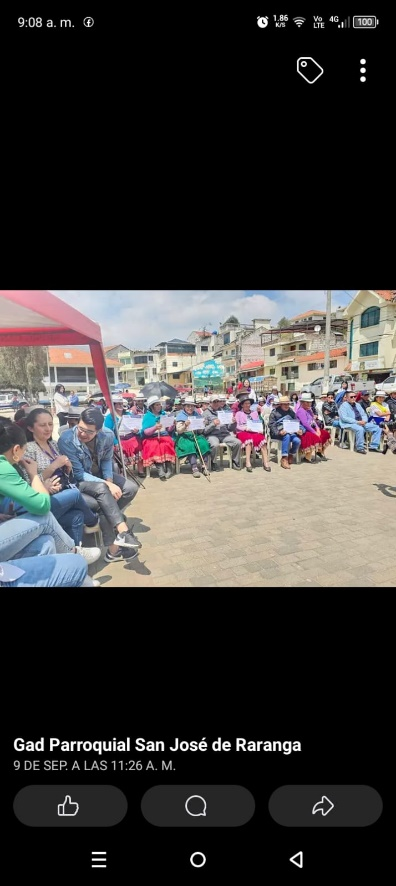 9:08 a. m.
1.86
K/S
Vo
LTE
4G
100
Gad Parroquial San José de Raranga
9 DE SEP. A LAS 11:26 A. M.